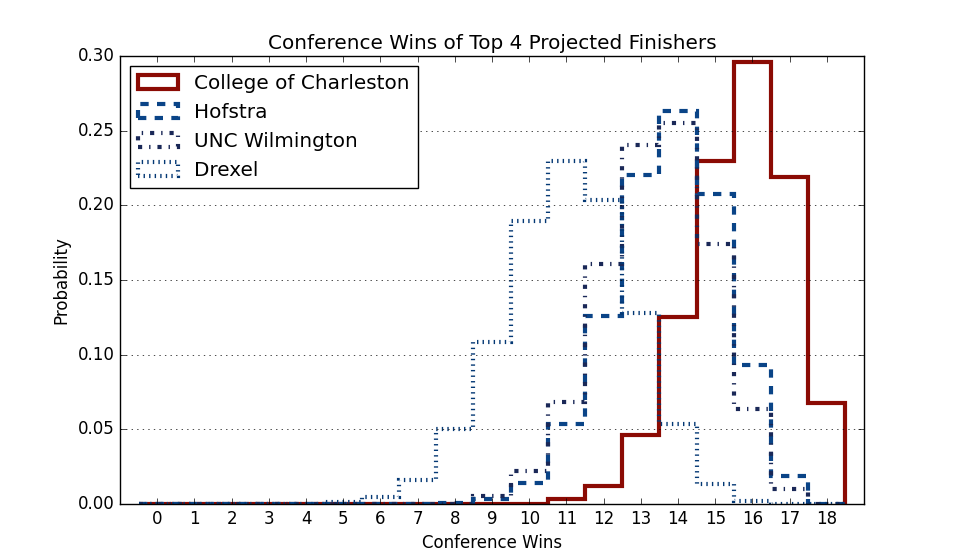 Conference Wins of Top 4 Projected Finishers
0.30
0.25
0.20
0.15
0.10
0.05
0.00
Probability
College of Charleston
Hofstra
UNC Wilmington
Drexel
0 1 2 3 4 5 6 7 8 9 10 11 12 13 14 15 16 17 18
Conference Wins